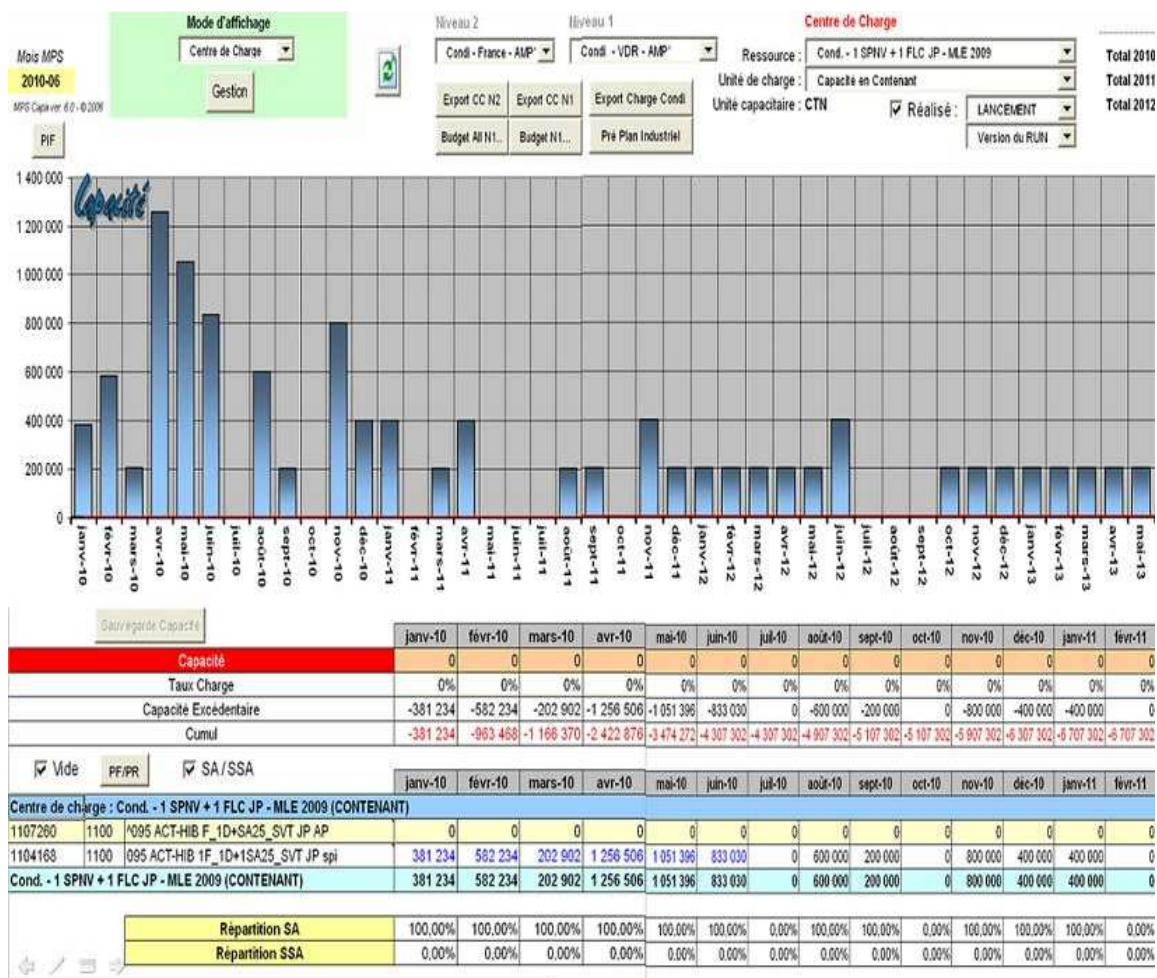 Mode d'affichage
Niveau 2 Niveau 1
Centre de Charge
Mois MPS
Centre de Charge
Condi - France - AMP° Condi - VDR - AMP°
Ressource : Cond. - 1 SPNV + 1 FLC JP - MLE 2009
Total 2010
2010-06
Gestion
Unité de charge : Capacité en Contenant
Total 2011
MPS Capa ver. 6.0 - © 2006
Export CC N2 Export CC N1 Export Charge Condi
Unité capacitaire : CTN Réalisé : LANCEMENT
Total 2012
PIF
Budget All N1... Budget N1... Pré Plan Industriel
Version du RUN
Capacité
1 400 000
1 200 000
1 000 000
800 000
600 000
400 000
200 000
0
janv-10 févr-10 mars-10 avr-10 mai-10 juin-10 juil-10 août-10 sept-10 oct-10 nov-10 déc-10 janv-11 févr-11 mars-11 avr-11 mai-11 juin-11 juil-11 août-11 sept-11 oct-11 nov-11 déc-11 janv-12 févr-12 mars-12 avr-12 mai-12 juin-12 juil-12 août-12 sept-12 oct-12 nov-12 déc-12 janv-13 févr-13 mars-13 avr-13 mai-13
Sauvegarde Capacité
janv-10 févr-10 mars-10 avr-10 mai-10 juin-10 juil-10 août-10 sept-10 oct-10 nov-10 déc-10 janv-11 févr-11
Capacité 0 0 0 0 0 0 0 0 0 0 0 0 0 0
Taux Charge 0% 0% 0% 0% 0% 0% 0% 0% 0% 0% 0% 0% 0% 0%
Capacité Excédentaire -381 234 -582 234 -202 902 -1 256 506 -1 051 396 -833 030 0 -600 000 -200 000 0 -800 000 -400 000 -400 000 0
Cumul -381 234 -963 468 -1 166 370 -2 422 876 -3 474 272 -4 307 302 -4 307 302 -4 907 302 -5 107 302 -5 107 302 -5 907 302 -6 307 302 -6 707 302 -6 707 302
Vide PF/PR SA/SSA
janv-10 févr-10 mars-10 avr-10 mai-10 juin-10 juil-10 août-10 sept-10 oct-10 nov-10 déc-10 janv-11 févr-11
Centre de charge : Cond. - 1 SPNV + 1 FLC JP - MLE 2009 (CONTENANT)
1107260 1100 ^095 ACT-HIB F_1D+SA25_SVT JP AP 0 0 0 0 0 0 0 0 0 0 0 0 0 0
1104168 1100 095 ACT-HIB 1F_1D+1SA25_SVT JP spi 381 234 582 234 202 902 1 256 506 1 051 396 833 030 0 600 000 200 000 0 800 000 400 000 400 000 0
Cond. - 1 SPNV + 1 FLC JP - MLE 2009 (CONTENANT) 381 234 582 234 202 902 1 256 506 1 051 396 833 030 0 600 000 200 000 0 800 000 400 000 400 000 0
Répartition SA 100,00% 100,00% 100,00% 100,00% 100,00% 100,00% 0,00% 100,00% 100,00% 0,00% 100,00% 100,00% 100,00% 0,00%
Répartition SSA 0,00% 0,00% 0,00% 0,00% 0,00% 0,00% 0,00% 0,00% 0,00% 0,00% 0,00% 0,00% 0,00% 0,00%